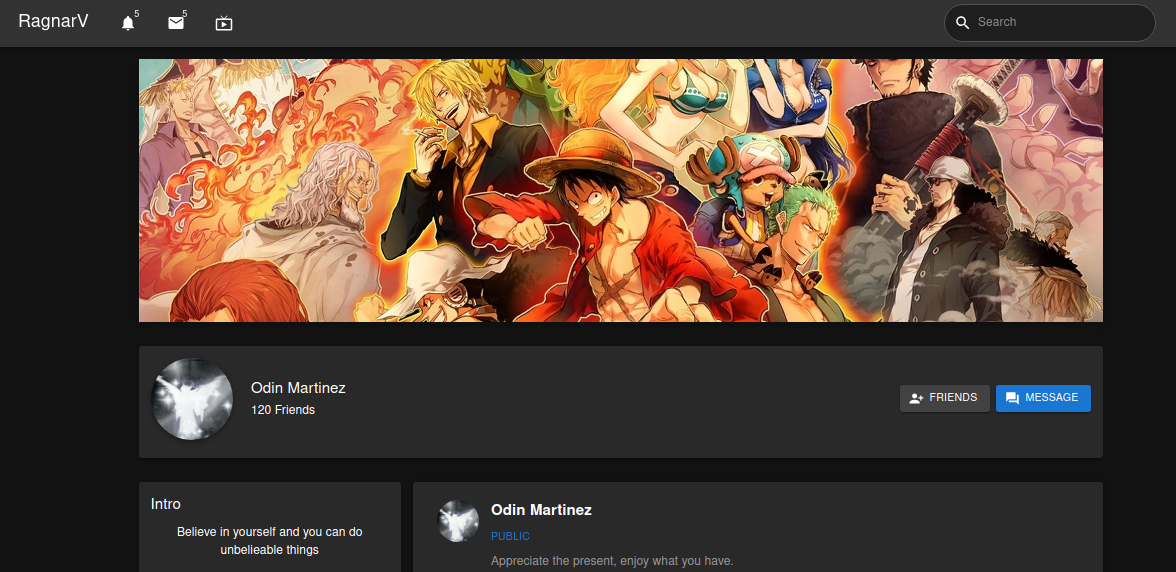 RagnarV
5
5
Search
Odin Martinez
120 Friends
FRIENDS
MESSAGE
Intro
Believe in yourself and you can do
unbelieable things
Odin Martinez
PUBLIC
Appreciate the present, enjoy what you have.